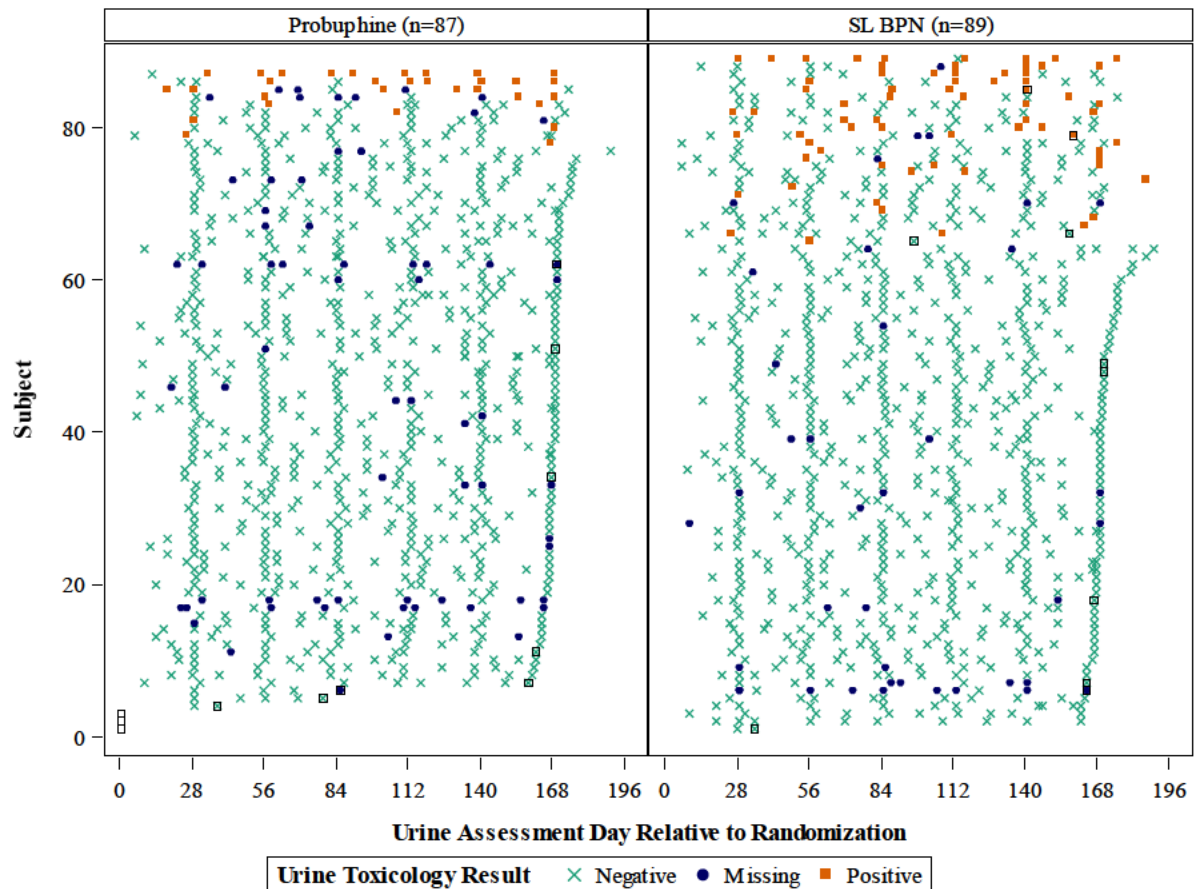 Probuphine (n=87)
SL BPN (n=89)
80
60
40
20
0
Subject
0 28 56 84 112 140 168 196
0 28 56 84 112 140 168 196
Urine Assessment Day Relative to Randomization
Urine Toxicology Result Negative Missing Positive